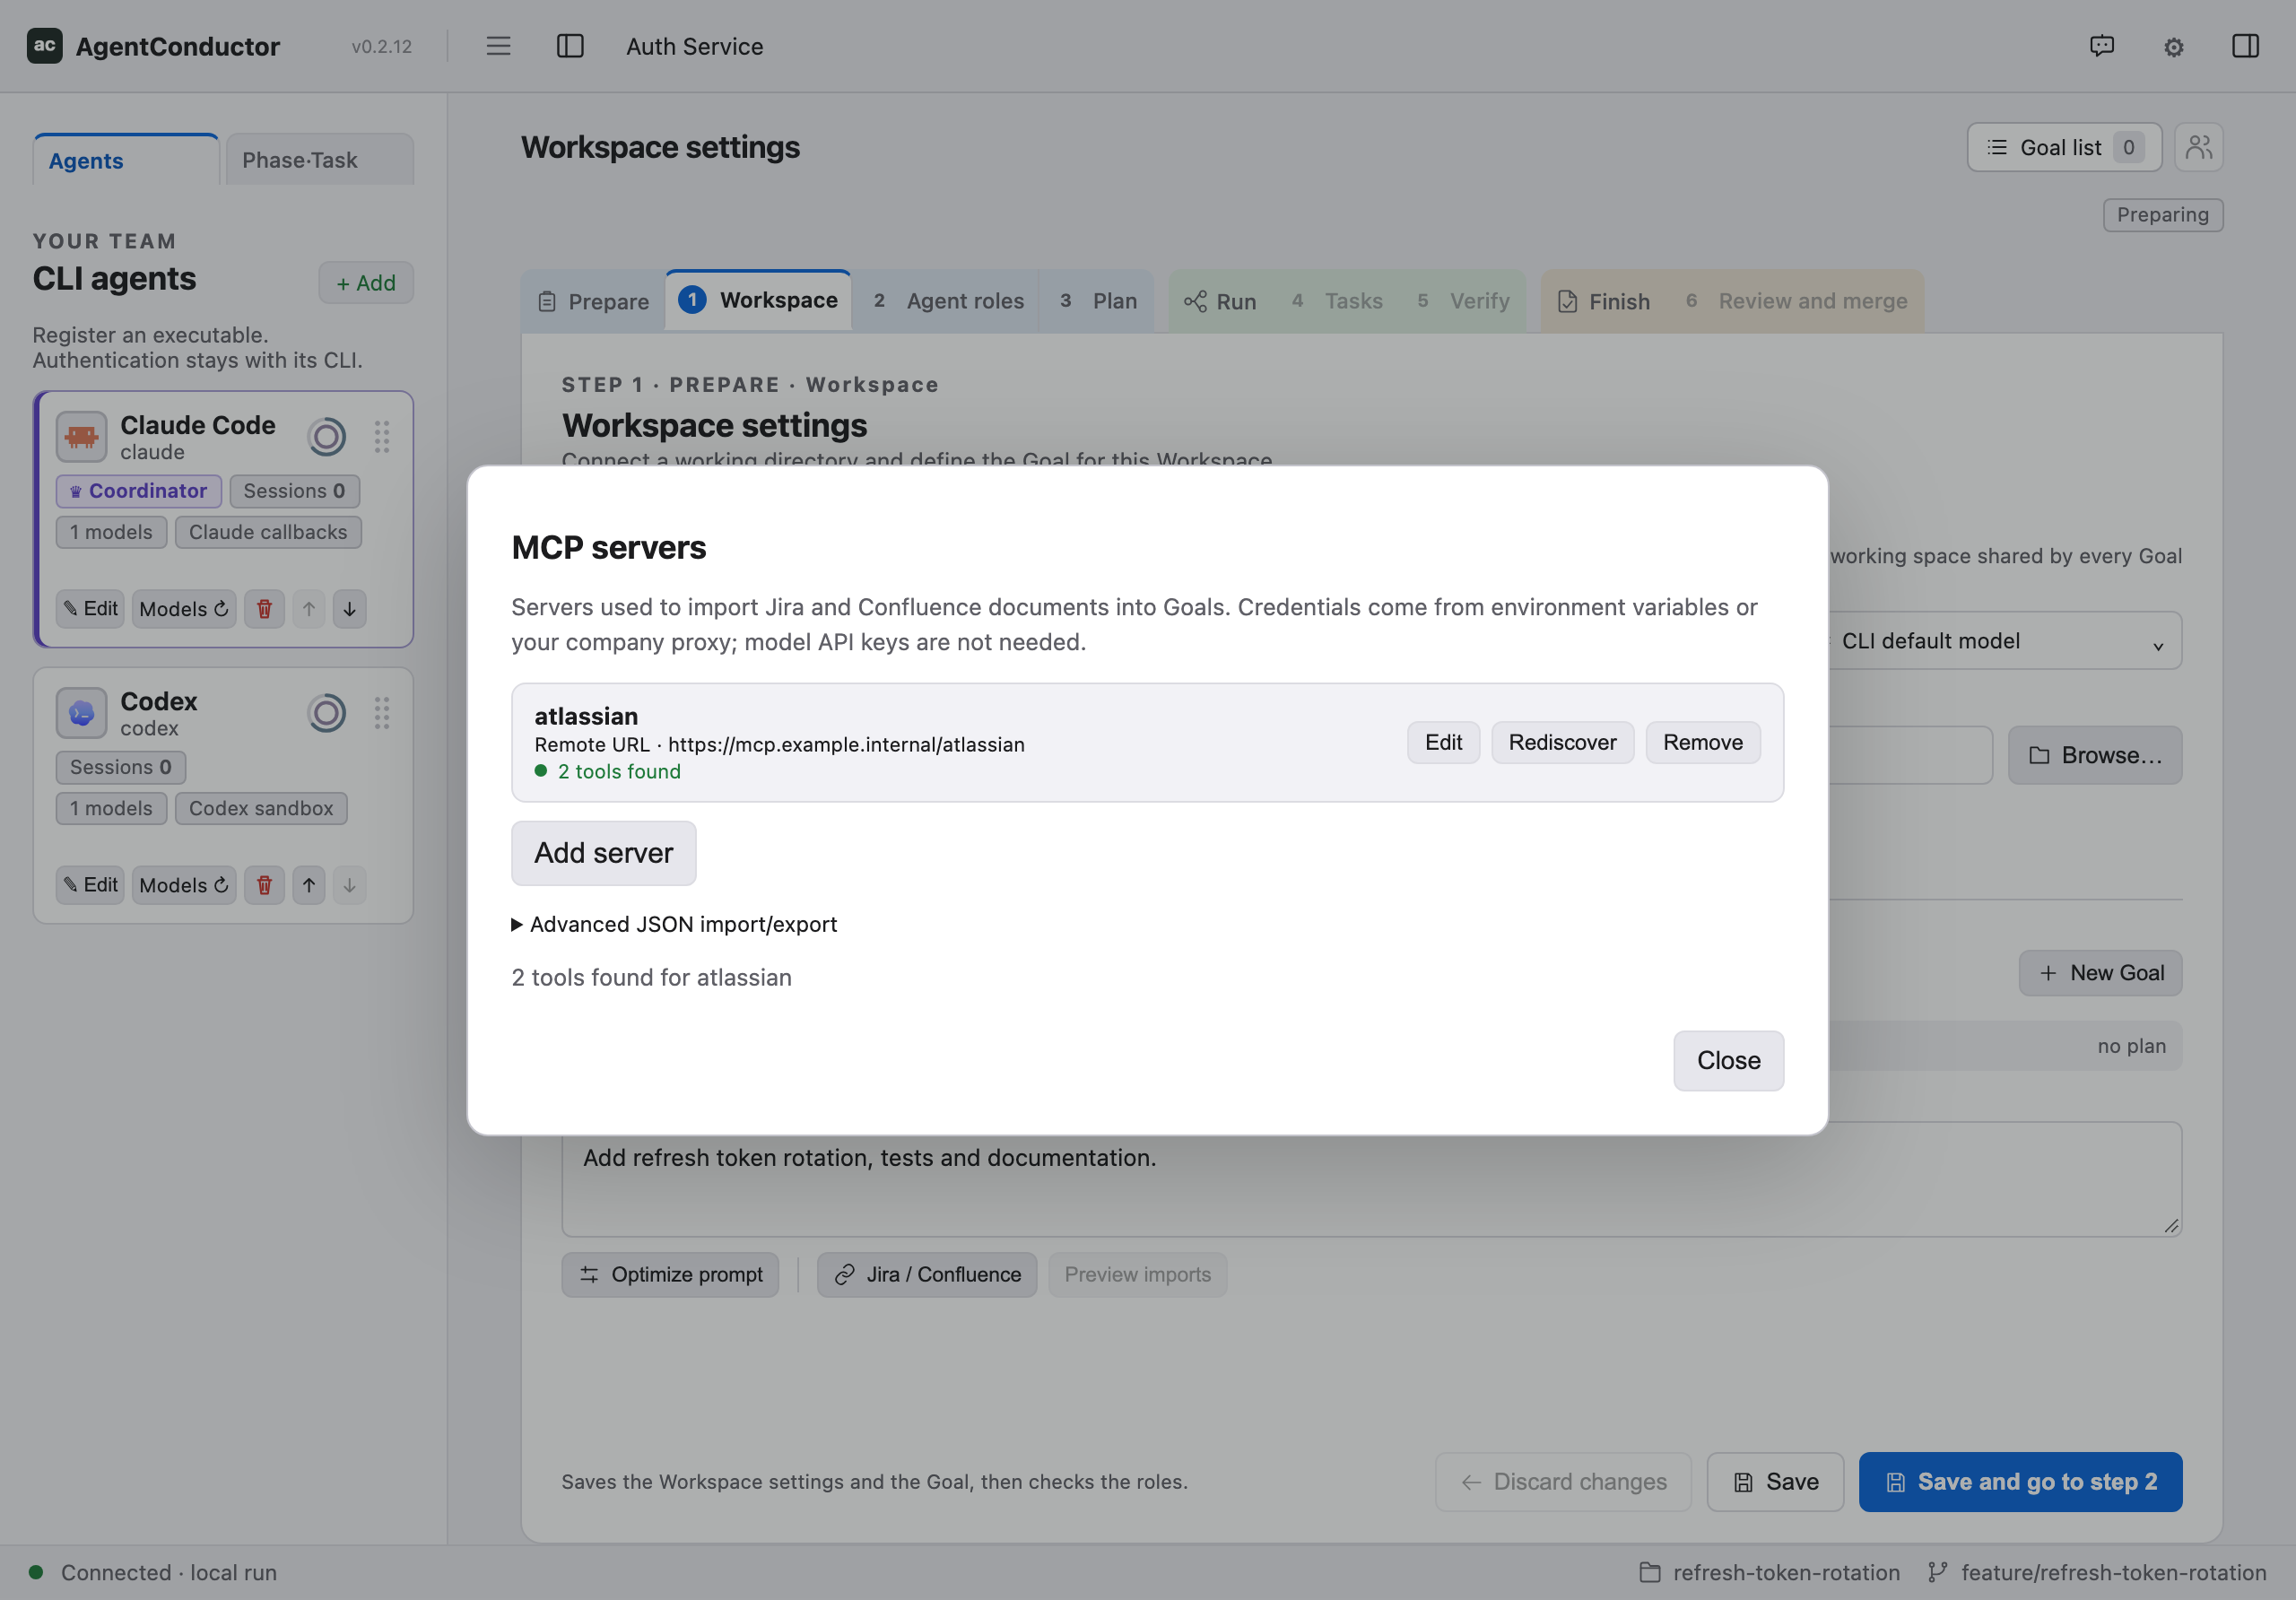 ac AgentConductor v0.2.12 Auth Service
Agents Phase·Task
YOUR TEAM
CLI agents
+ Add
Register an executable.
Authentication stays with its CLI.
Claude Code
claude
Coordinator Sessions 0
1 models Claude callbacks
Edit Models
Codex
codex
Sessions 0
1 models Codex sandbox
Edit Models
Workspace settings
Goal list 0
Preparing
Prepare 1 Workspace 2 Agent roles 3 Plan Run 4 Tasks 5 Verify Finish 6 Review and merge
STEP 1 · PREPARE · Workspace
Workspace settings
Connect a working directory and define the Goal for this Workspace
working space shared by every Goal
CLI default model
Browse…
New Goal
no plan
MCP servers
Servers used to import Jira and Confluence documents into Goals. Credentials come from environment variables or
your company proxy; model API keys are not needed.
atlassian
Remote URL · https://mcp.example.internal/atlassian
2 tools found
Edit Rediscover Remove
Add server
Advanced JSON import/export
2 tools found for atlassian
Close
Add refresh token rotation, tests and documentation.
Optimize prompt Jira / Confluence Preview imports
Saves the Workspace settings and the Goal, then checks the roles.
Discard changes Save Save and go to step 2
Connected · local run
refresh-token-rotation feature/refresh-token-rotation